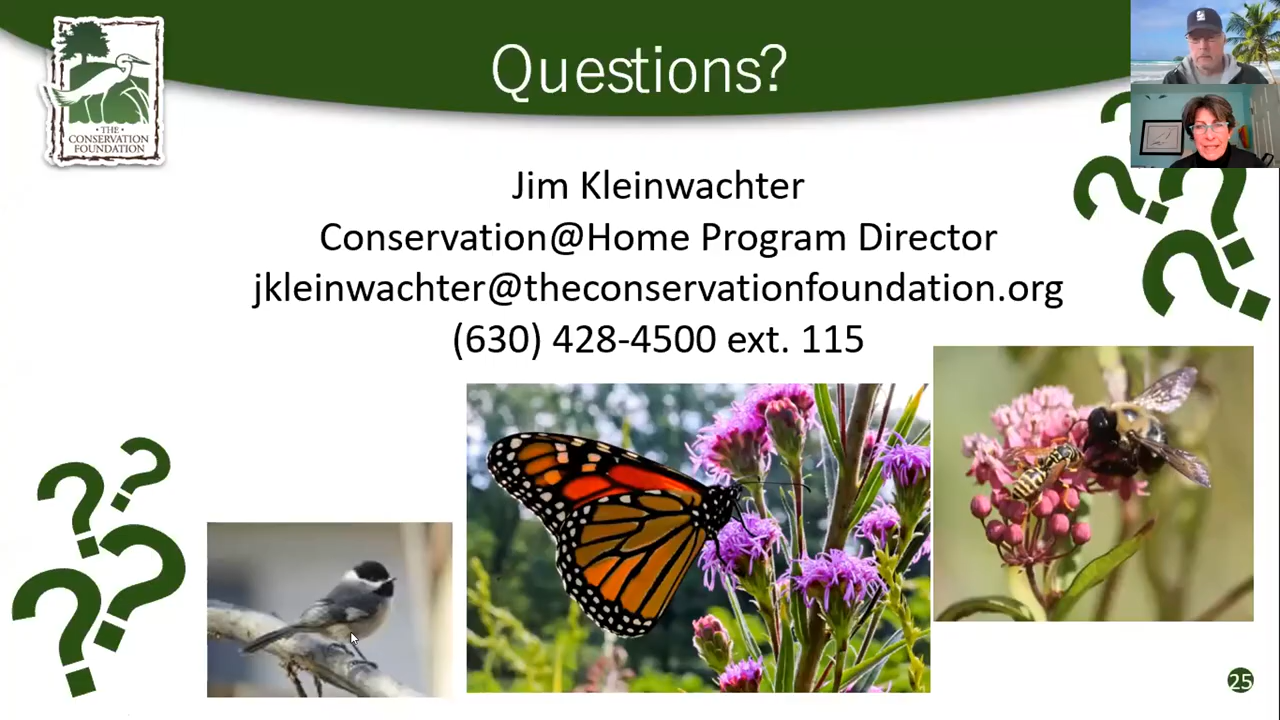 Questions?
· THE ·
CONSERVATION
FOUNDATION
Jim Kleinwachter
Conservation@Home Program Director
jkleinwachter@theconservationfoundation.org
(630) 428-4500 ext. 115
25